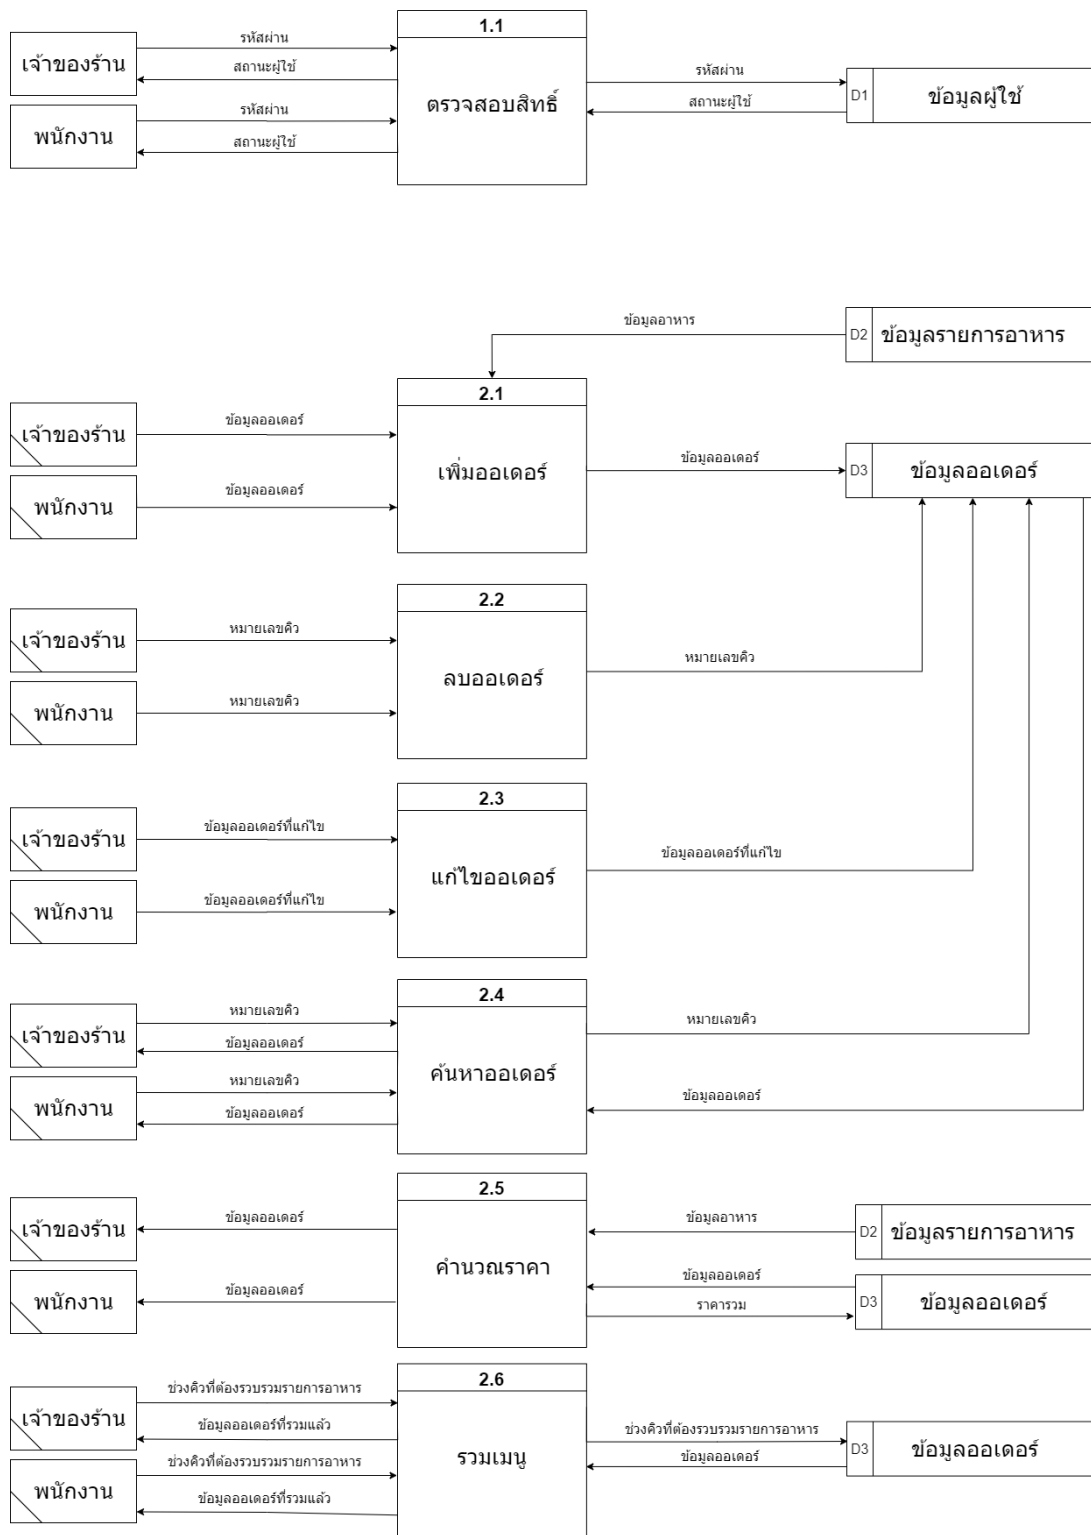 1.1
เจ้าของร้าน
รหัสผ่าน
สถานะผู้ใช้
พนักงาน
รหัสผ่าน
สถานะผู้ใช้
ตรวจสอบสิทธิ์
รหัสผ่าน
สถานะผู้ใช้
D1
ข้อมูลผู้ใช้
ข้อมูลอาหาร
D2
ข้อมูลรายการอาหาร
2.1
เจ้าของร้าน
ข้อมูลออเดอร์
พนักงาน
ข้อมูลออเดอร์
เพิ่มออเดอร์
ข้อมูลออเดอร์
D3
ข้อมูลออเดอร์
2.2
เจ้าของร้าน
หมายเลขคิว
พนักงาน
หมายเลขคิว
ลบออเดอร์
หมายเลขคิว
2.3
เจ้าของร้าน
ข้อมูลออเดอร์ที่แก้ไข
พนักงาน
ข้อมูลออเดอร์ที่แก้ไข
แก้ไขออเดอร์
ข้อมูลออเดอร์ที่แก้ไข
2.4
เจ้าของร้าน
หมายเลขคิว
ข้อมูลออเดอร์
พนักงาน
หมายเลขคิว
ข้อมูลออเดอร์
ค้นหาออเดอร์
หมายเลขคิว
ข้อมูลออเดอร์
2.5
เจ้าของร้าน
ข้อมูลออเดอร์
พนักงาน
ข้อมูลออเดอร์
คำนวณราคา
ข้อมูลอาหาร
D2
ข้อมูลรายการอาหาร
ข้อมูลออเดอร์
ราคารวม
D3
ข้อมูลออเดอร์
2.6
เจ้าของร้าน
ช่วงคิวที่ต้องรวบรวมรายการอาหาร
ข้อมูลออเดอร์ที่รวมแล้ว
พนักงาน
ช่วงคิวที่ต้องรวบรวมรายการอาหาร
ข้อมูลออเดอร์ที่รวมแล้ว
รวมเมนู
ช่วงคิวที่ต้องรวบรวมรายการอาหาร
ข้อมูลออเดอร์
D3
ข้อมูลออเดอร์